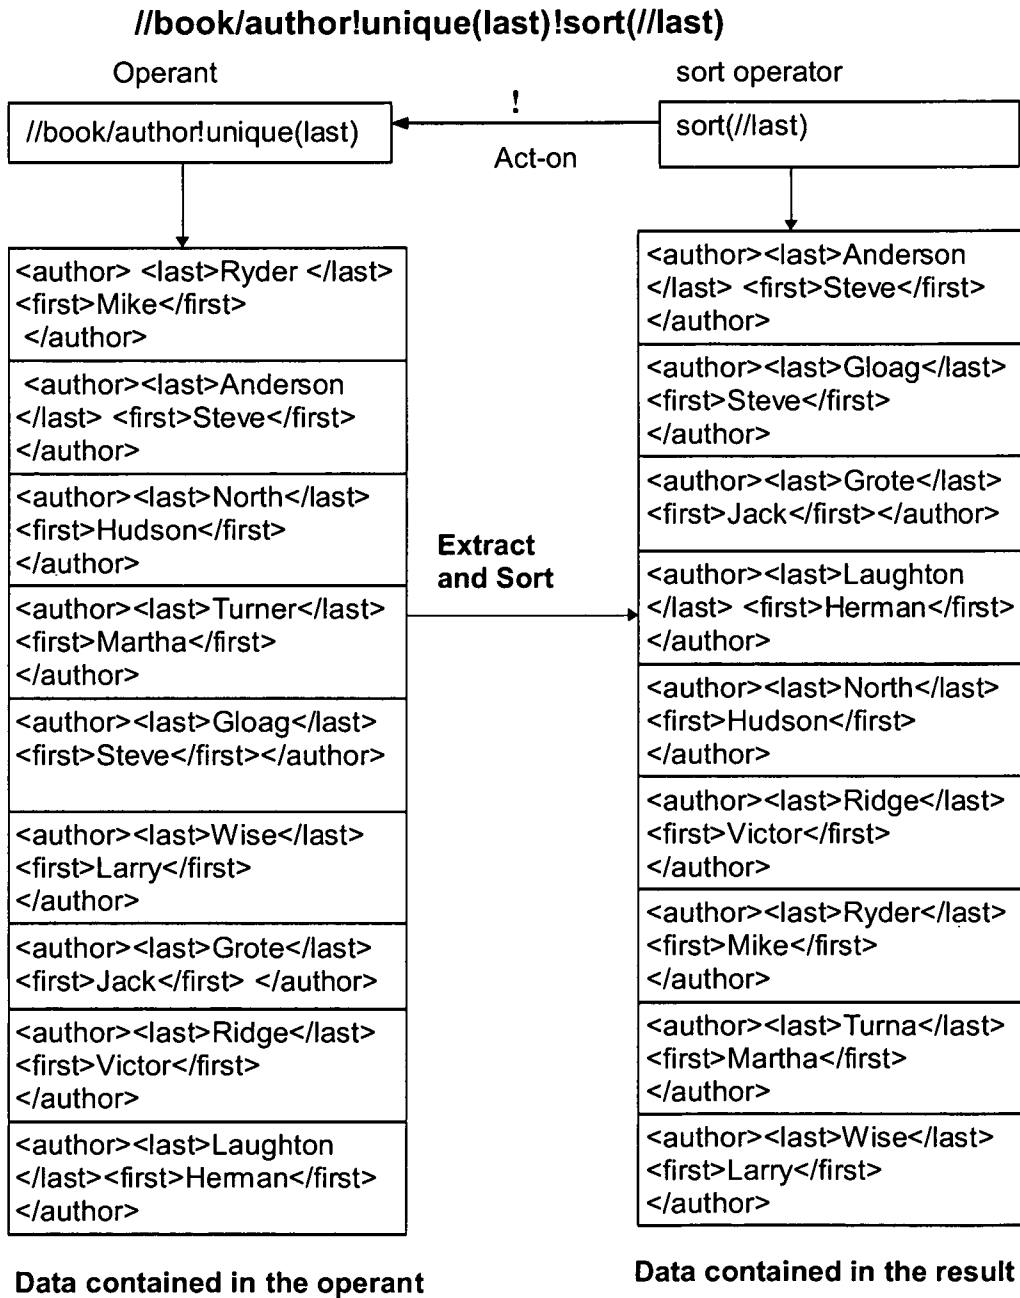 //book/author!unique(last)!sort(//last)
Operant
sort operator
!
//book/author!unique(last)
sort(//last)
Act-on
<author> <last>Ryder </last>
<first>Mike</first>
</author>
<author><last>Anderson
</last> <first>Steve</first>
</author>
<author><last>North</last>
<first>Hudson</first>
</author>
<author><last>Turner</last>
<first>Martha</first>
</author>
<author><last>Gloag</last>
<first>Steve</first></author>
<author><last>Wise</last>
<first>Larry</first>
</author>
<author><last>Grote</last>
<first>Jack</first> </author>
<author><last>Ridge</last>
<first>Victor</first>
</author>
<author><last>Laughton
</last><first>Herman</first>
</author>
Data contained in the operant
Extract
and Sort
<author><last>Anderson
</last> <first>Steve</first>
</author>
<author><last>Gloag</last>
<first>Steve</first>
</author>
<author><last>Grote</last>
<first>Jack</first></author>
<author><last>Laughton
</last> <first>Herman</first>
</author>
<author><last>North</last>
<first>Hudson</first>
</author>
<author><last>Ridge</last>
<first>Victor</first>
</author>
<author><last>Ryder</last>
<first>Mike</first>
</author>
<author><last>Turna</last>
<first>Martha</first>
</author>
<author><last>Wise</last>
<first>Larry</first>
</author>
Data contained in the result